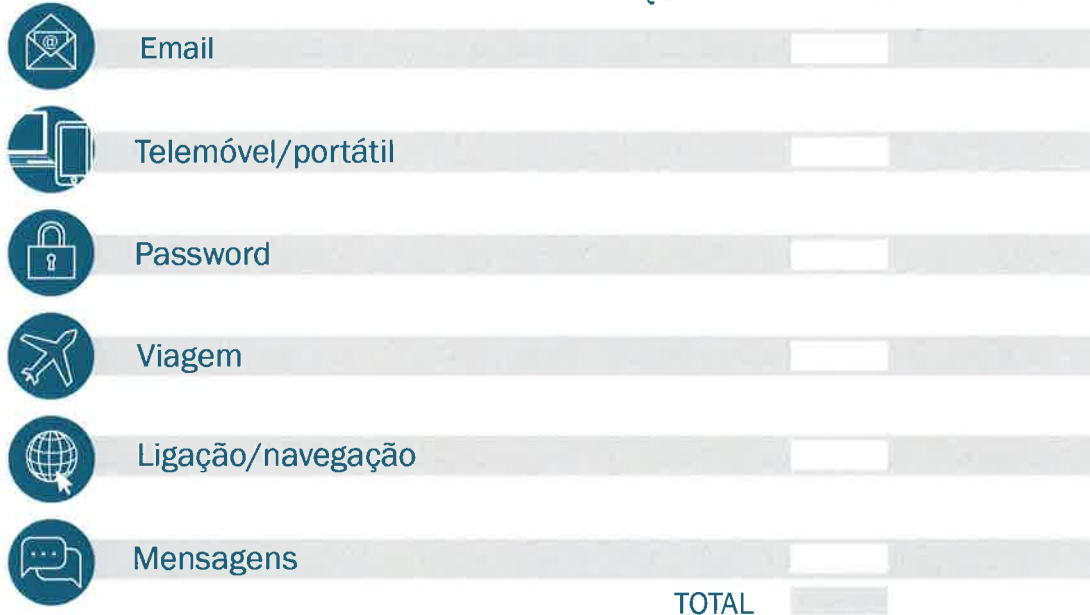 Email
Telemóvel/portátil
Password
Viagem
Ligação/navegação
Mensagens
TOTAL